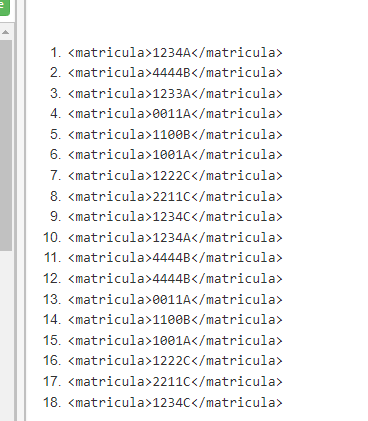 1. <matricula>1234A</matricula>
2. <matricula>4444B</matricula>
3. <matricula>1233A</matricula>
4. <matricula>0011A</matricula>
5. <matricula>1100B</matricula>
6. <matricula>1001A</matricula>
7. <matricula>1222C</matricula>
8. <matricula>2211C</matricula>
9. <matricula>1234C</matricula>
10. <matricula>1234A</matricula>
11. <matricula>4444B</matricula>
12. <matricula>4444B</matricula>
13. <matricula>0011A</matricula>
14. <matricula>1100B</matricula>
15. <matricula>1001A</matricula>
16. <matricula>1222C</matricula>
17. <matricula>2211C</matricula>
18. <matricula>1234C</matricula>